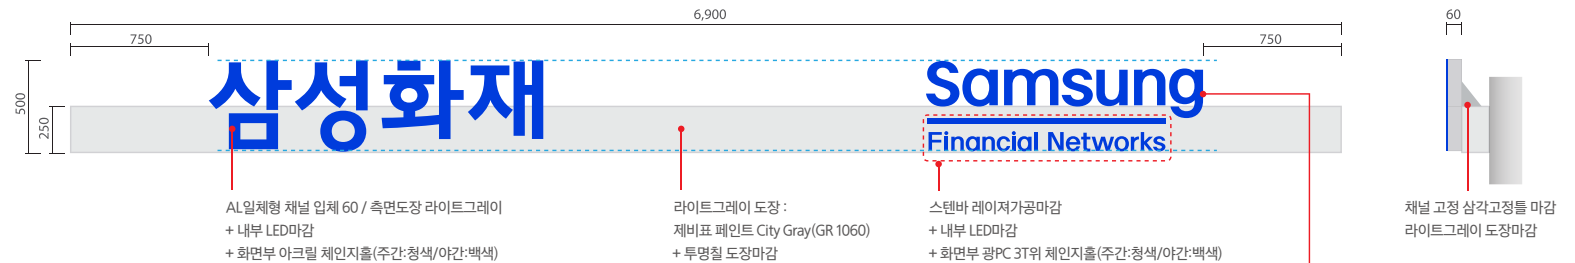 6,900
60
750
750
500
250
삼성화재
Samsung
Financial Networks
AL일체형 채널 입체 60 / 측면도장 라이트그레이
+ 내부 LED마감
+ 화면부 아크릴 체인지홀(주간:청색/야간:백색)
라이트그레이 도장 :
제비표 페인트 City Gray(GR 1060)
+ 투명칠 도장마감
스텐바 레이져가공마감
+ 내부 LED마감
+ 화면부 광PC 3T위 체인지홀(주간:청색/야간:백색)
채널 고정 삼각고정틀 마감
라이트그레이 도장마감